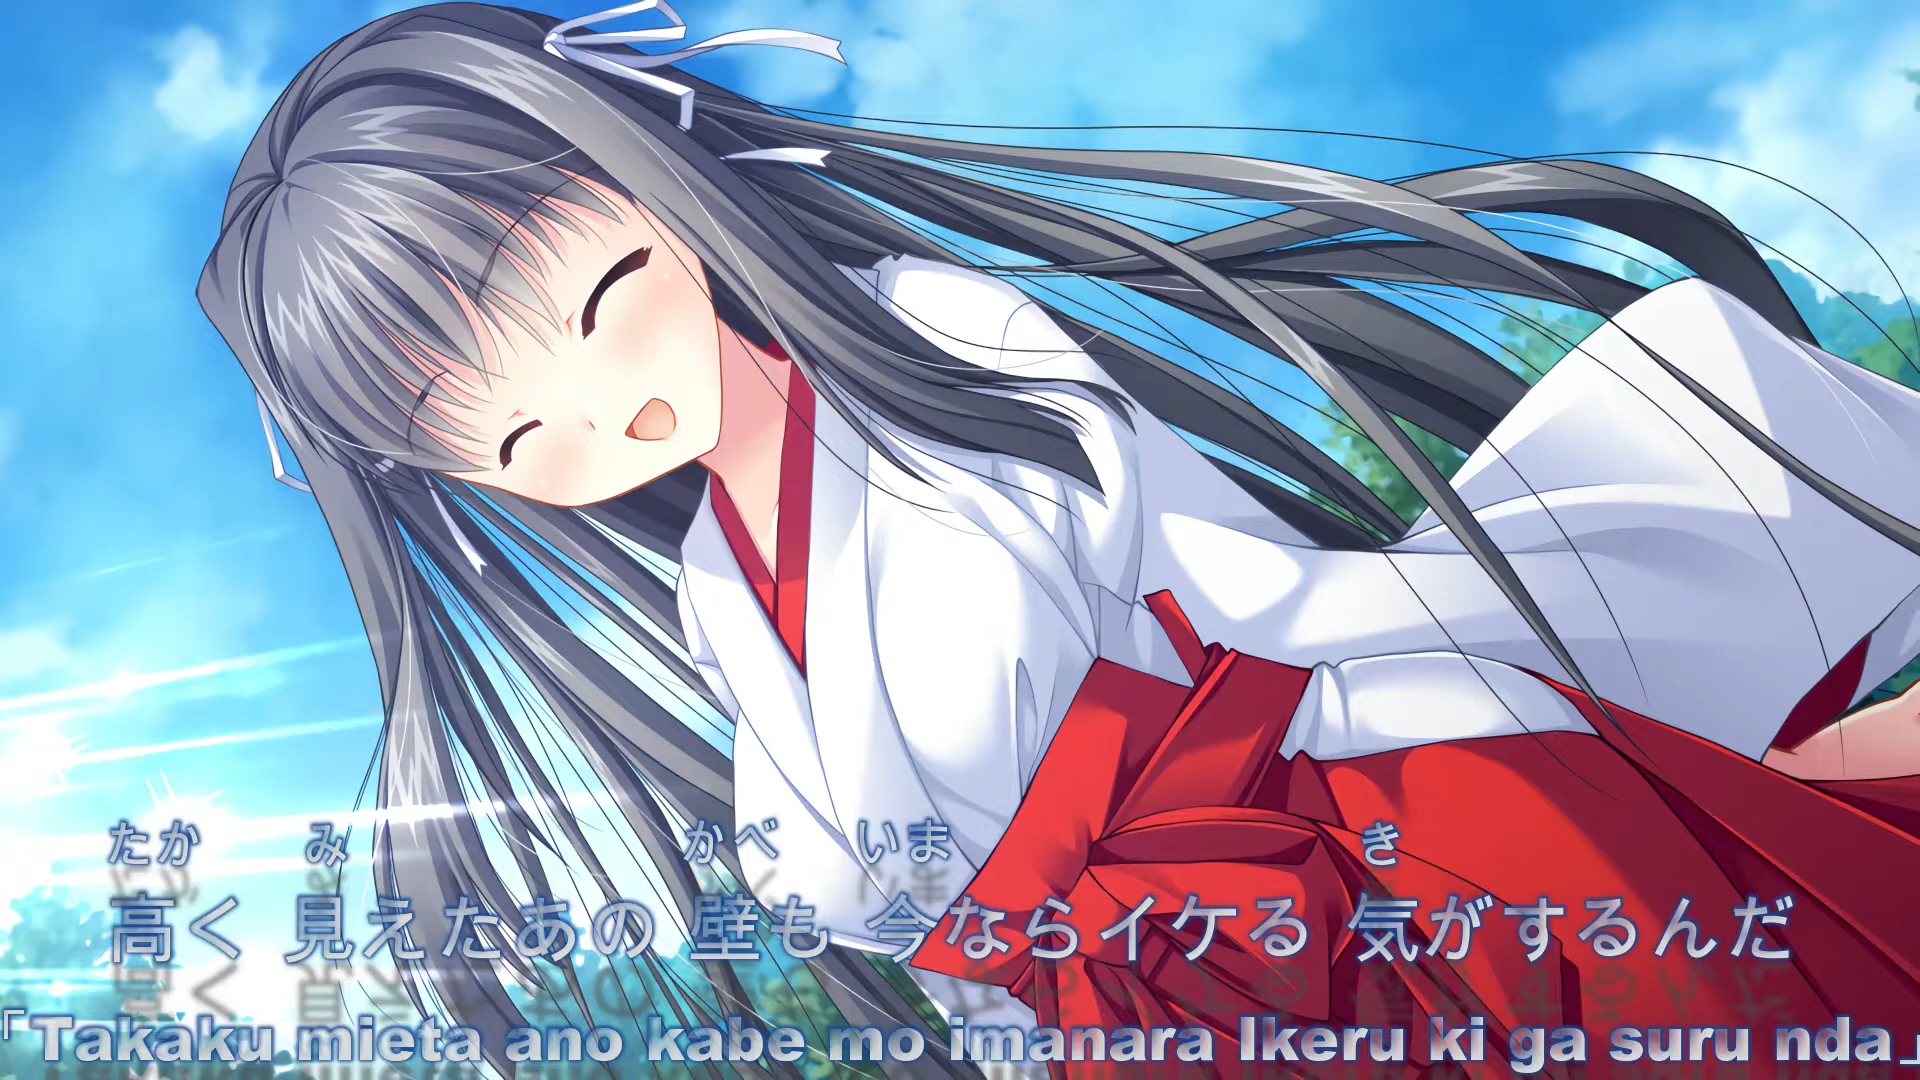 たか み かべ いま き
高く 見えたあの 壁も 今ならイケる 気がするんだ
「Takaku mieta ano kabe mo imanara Ikeru ki ga suru nda」